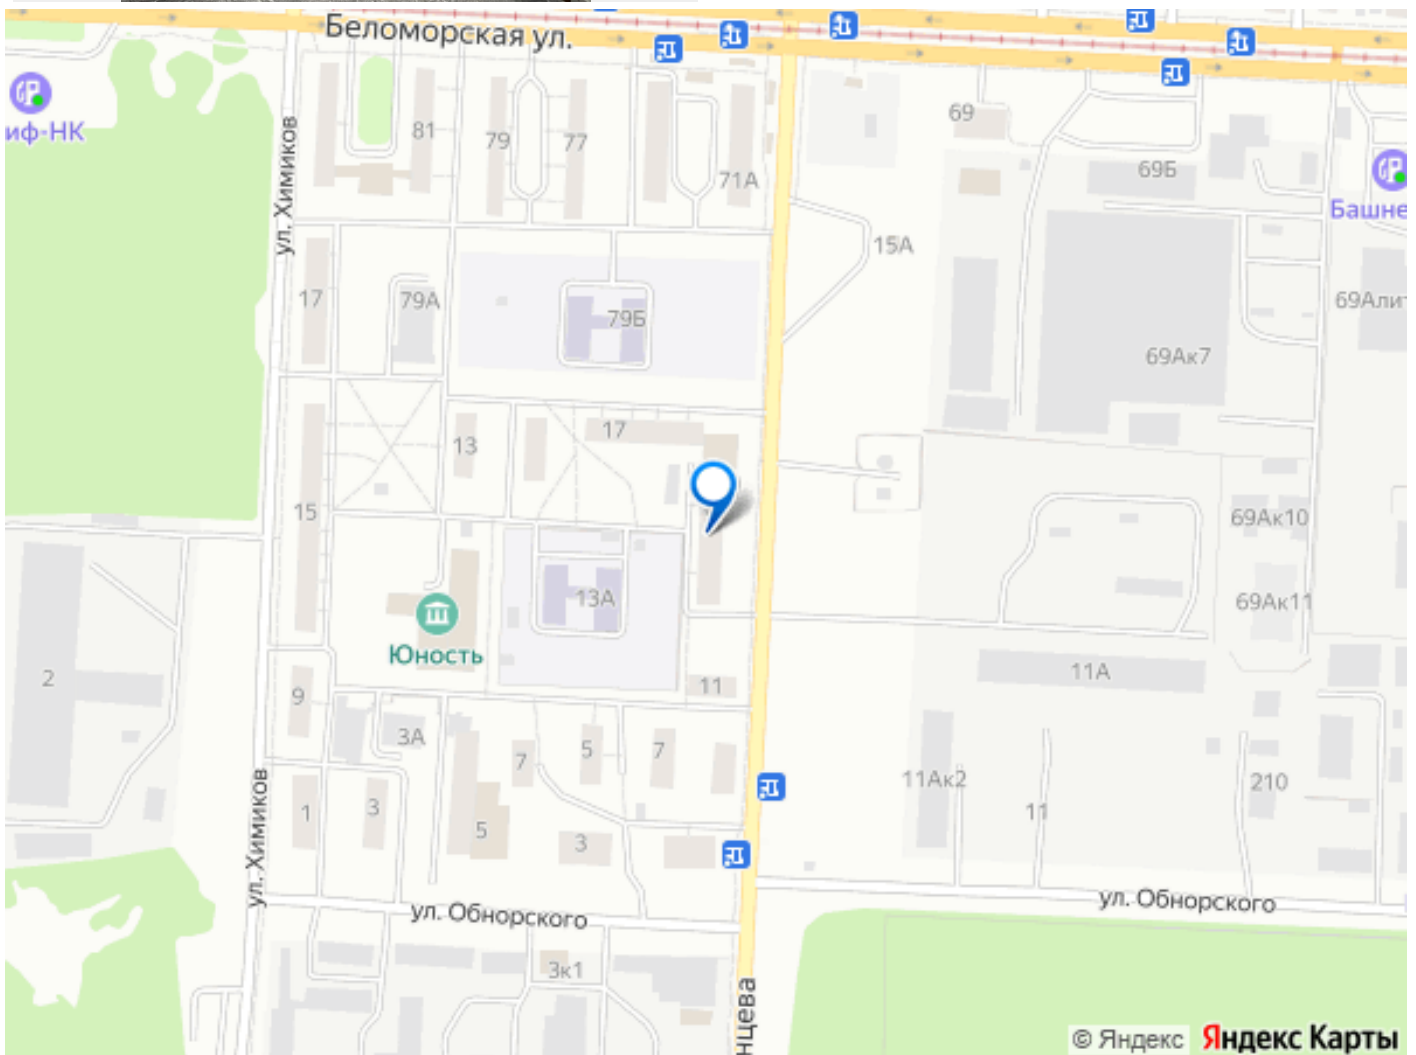 Беломорская ул.
иф-НК
81
79
77
69
ул. Химиков
71А
69Б
Башне
15А
17
79А
79Б
69Алит
69Ак7
17
13
15
69Ак10
13А
69Ак11
Юность
2
11А
11
9
3А
7
5
7
11Ак2
210
1
3
5
3
11
ул. Химиков
ул. Обнорского
ул. Обнорского
3к1
нцева
© Яндекс Яндекс Карты